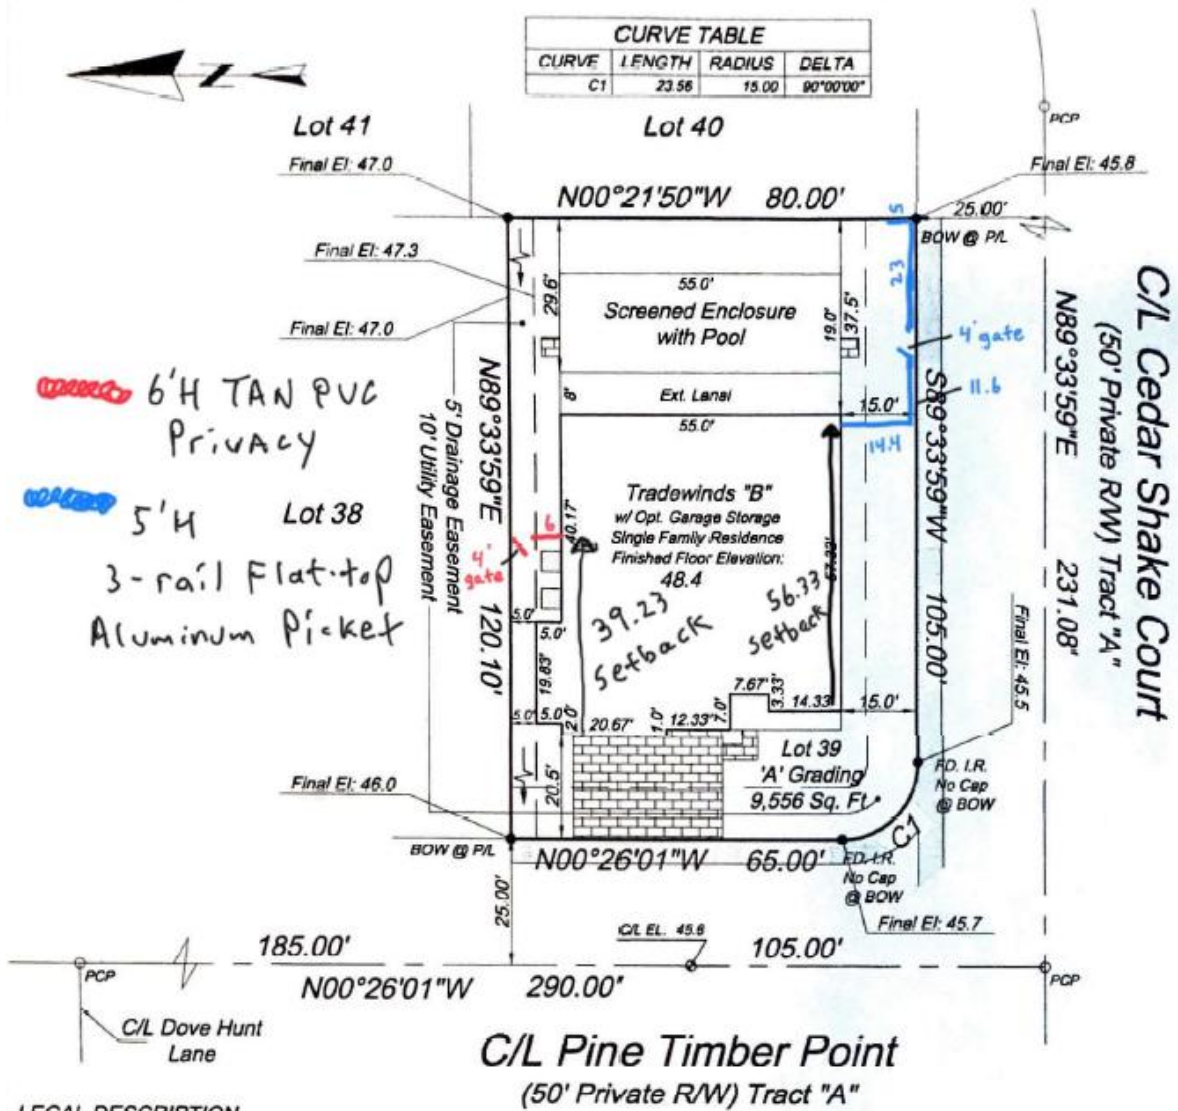 CURVE TABLE
CURVE LENGTH RADIUS DELTA
C1 23.56 15.00 90°00'00"
Z
Lot 41
Lot 40
PCP
Final El: 47.0
Final El: 45.8
N00°21'50"W 80.00'
5
25.00'
BOW @ P/L
Final El: 47.3
Final El: 47.0
29.6'
55.0'
Screened Enclosure
with Pool
19.0'
37.5'
23
4' gate
11.6
8'
Ext. Lanai
55.0'
15.0'
14.4
6'H TAN PVC
Privacy
5'H
3-rail Flat-top
Aluminum Picket
Lot 38
N89°33'59"E 120.10'
5' Drainage Easement
10' Utility Easement
S89°33'59"W 105.00'
N89°33'59"E 231.08'
C/L Cedar Shake Court
(50' Private R/W) Tract "A"
Tradewinds "B"
w/ Opt. Garage Storage
Single Family Residence
Finished Floor Elevation:
48.4
6
40.17'
4'
gate
39.23
setback
56.33
setback
5.0'
5.0'
19.83'
5.0'
5.0'
2.0'
20.67'
1.0'
12.33'
7.0'
7.67'
3.33'
14.33'
15.0'
Final El: 45.5
Lot 39
'A' Grading
9,556 Sq. Ft.
20.5'
Final El: 46.0
FD. I.R.
No Cap
@ BOW
C1
BOW @ P/L
N00°26'01"W 65.00'
FD. I.R.
No Cap
@ BOW
25.00'
Final El: 45.7
185.00'
C/L EL. 45.6
105.00'
PCP
PCP
N00°26'01"W 290.00'
C/L Dove Hunt
Lane
C/L Pine Timber Point
(50' Private R/W) Tract "A"
LEGAL DESCRIPTION